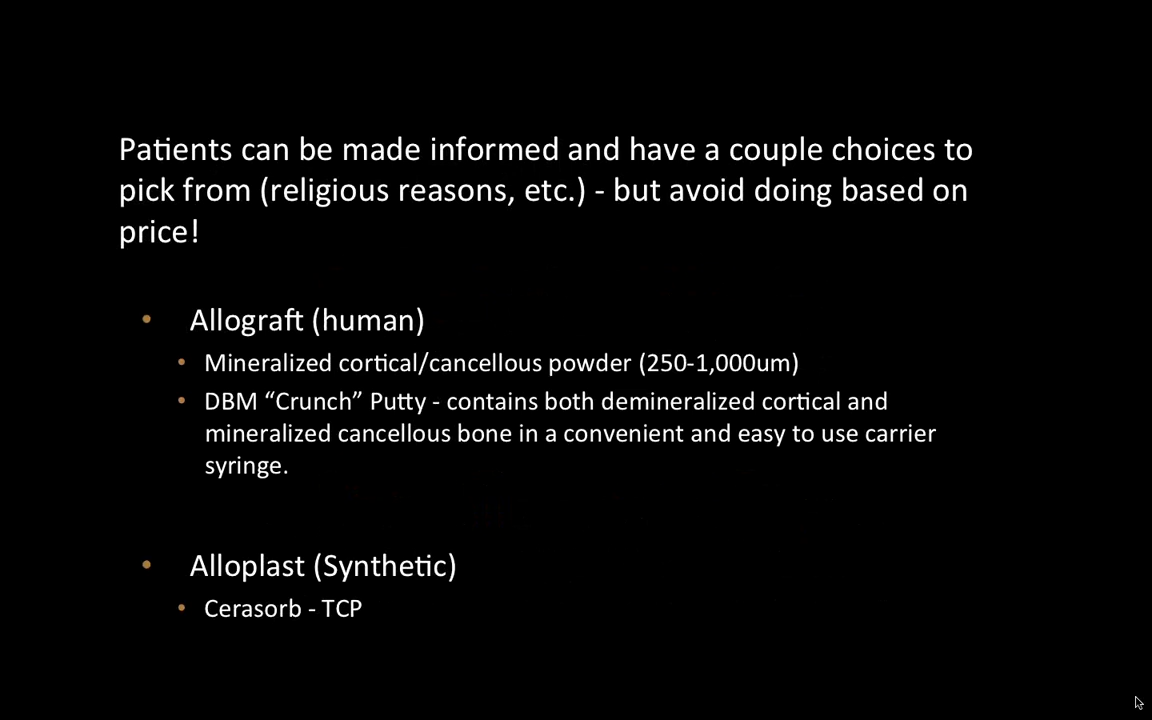 Patients can be made informed and have a couple choices to
pick from (religious reasons, etc.) - but avoid doing based on
price!
• Allograft (human)
• Mineralized cortical/cancellous powder (250-1,000um)
• DBM “Crunch” Putty - contains both demineralized cortical and
mineralized cancellous bone in a convenient and easy to use carrier
syringe.
• Alloplast (Synthetic)
• Cerasorb - TCP